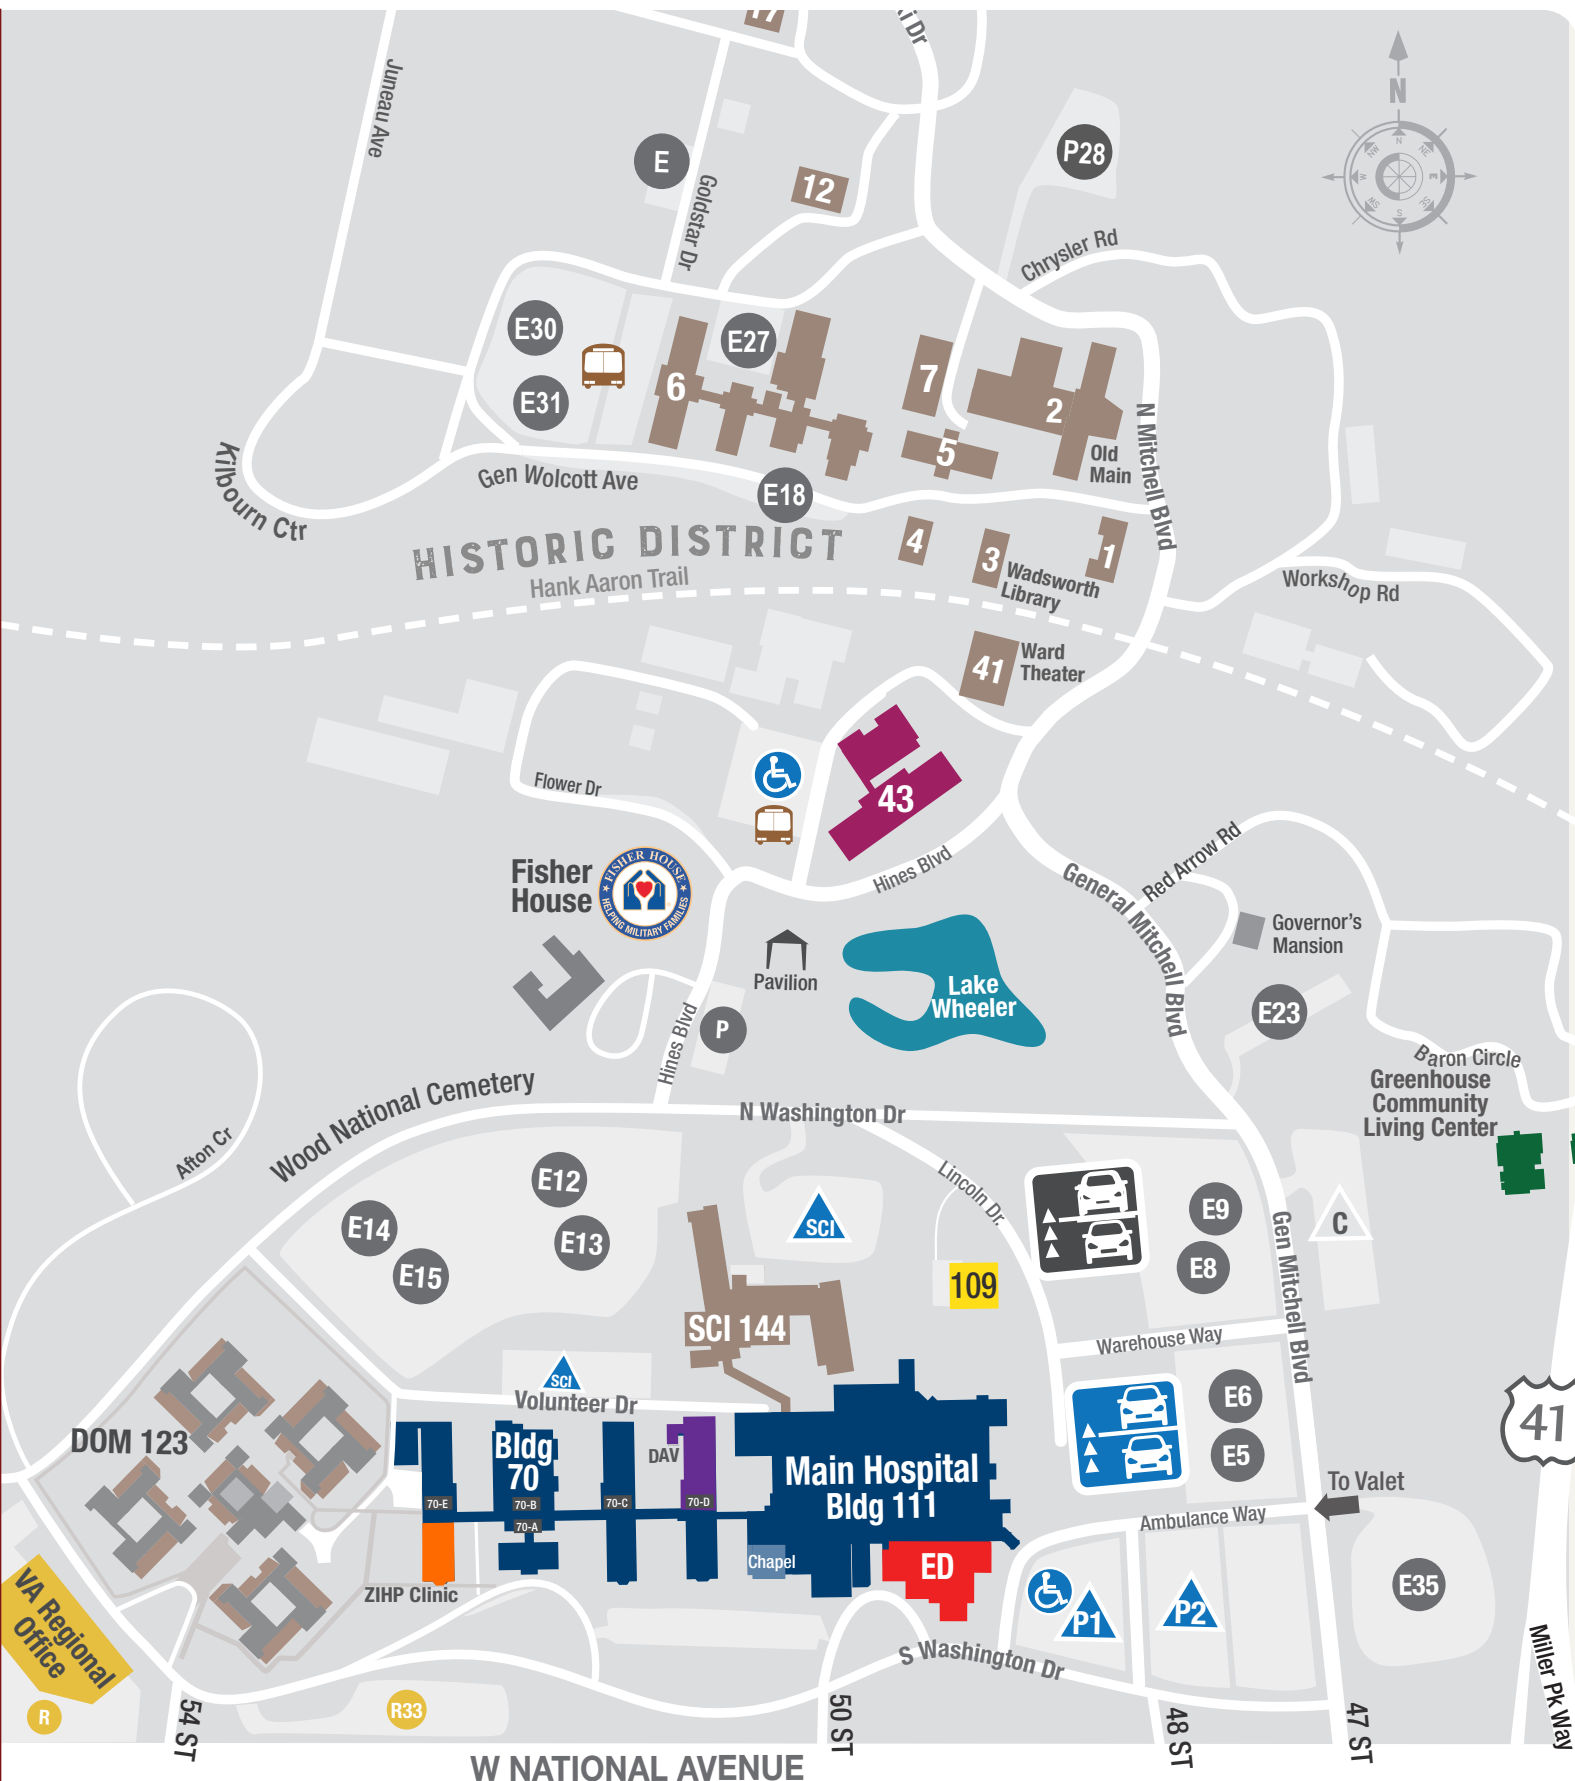 17
Juneau Ave
N
N
NE
E
SE
S
SW
W
NW
E
P28
12
Goldstar Dr
Chrysler Rd
E30
E27
E31
6
7
2
5
Old
Main
N Mitchell Blvd
Kilbourn Ctr
Gen Wolcott Ave
E18
HISTORIC DISTRICT
Hank Aaron Trail
4
3
1
Wadsworth
Library
Workshop Rd
41
Ward
Theater
Flower Dr
43
Hines Blvd
Fisher
House
FISHER HOUSE
HELPING MILITARY FAMILIES
Red Arrow Rd
General Mitchell Blvd
Governor's
Mansion
Pavilion
Lake
Wheeler
E23
P
Hines Blvd
Baron Circle
Greenhouse
Community
Living Center
Wood National Cemetery
N Washington Dr
Afton Cr
Lincoln Dr.
E12
E14
E13
E15
SCI
E9
E8
C
Gen Mitchell Blvd
109
SCI 144
Warehouse Way
SCI
Volunteer Dr
E6
E5
41
DOM 123
Bldg
70
DAV
Main Hospital
Bldg 111
70-E
70-B
70-C
70-D
70-A
To Valet
Ambulance Way
Chapel
ED
ZIHP Clinic
P1
P2
E35
VA Regional
Office
R
R33
S Washington Dr
54 ST
50 ST
48 ST
47 ST
Miller Pk Way
W NATIONAL AVENUE